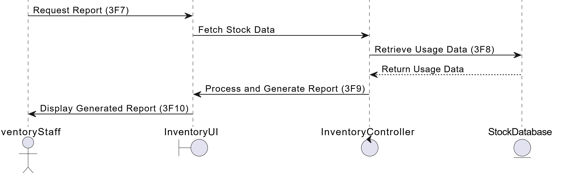 Request Report (3F7)
Fetch Stock Data
Retrieve Usage Data (3F8)
Return Usage Data
Process and Generate Report (3F9)
Display Generated Report (3F10)
ventoryStaff
InventoryUI
InventoryController
StockDatabase